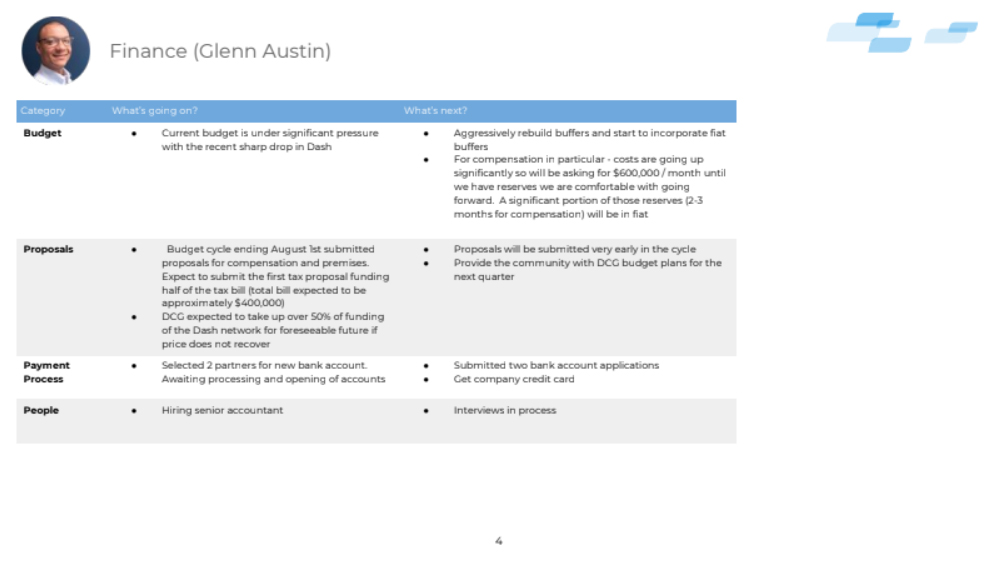 Finance (Glenn Austin)
Category What's going on? What's next?
Budget
● Current budget is under significant pressure
with the recent sharp drop in Dash
● Aggressively rebuild buffers and start to incorporate fiat
buffers
● For compensation in particular - costs are going up
significantly so will be asking for $600,000 / month until
we have reserves we are comfortable with going
forward. A significant portion of those reserves (2-3
months for compensation) will be in fiat
Proposals
● Budget cycle ending August 1st submitted
proposals for compensation and premises.
Expect to submit the first tax proposal funding
half of the tax bill (total bill expected to be
approximately $400,000)
● DCG expected to take up over 50% of funding
of the Dash network for foreseeable future if
price does not recover
● Proposals will be submitted very early in the cycle
● Provide the community with DCG budget plans for the
next quarter
Payment
Process
● Selected 2 partners for new bank account.
Awaiting processing and opening of accounts
● Submitted two bank account applications
● Get company credit card
People
● Hiring senior accountant
● Interviews in process
4